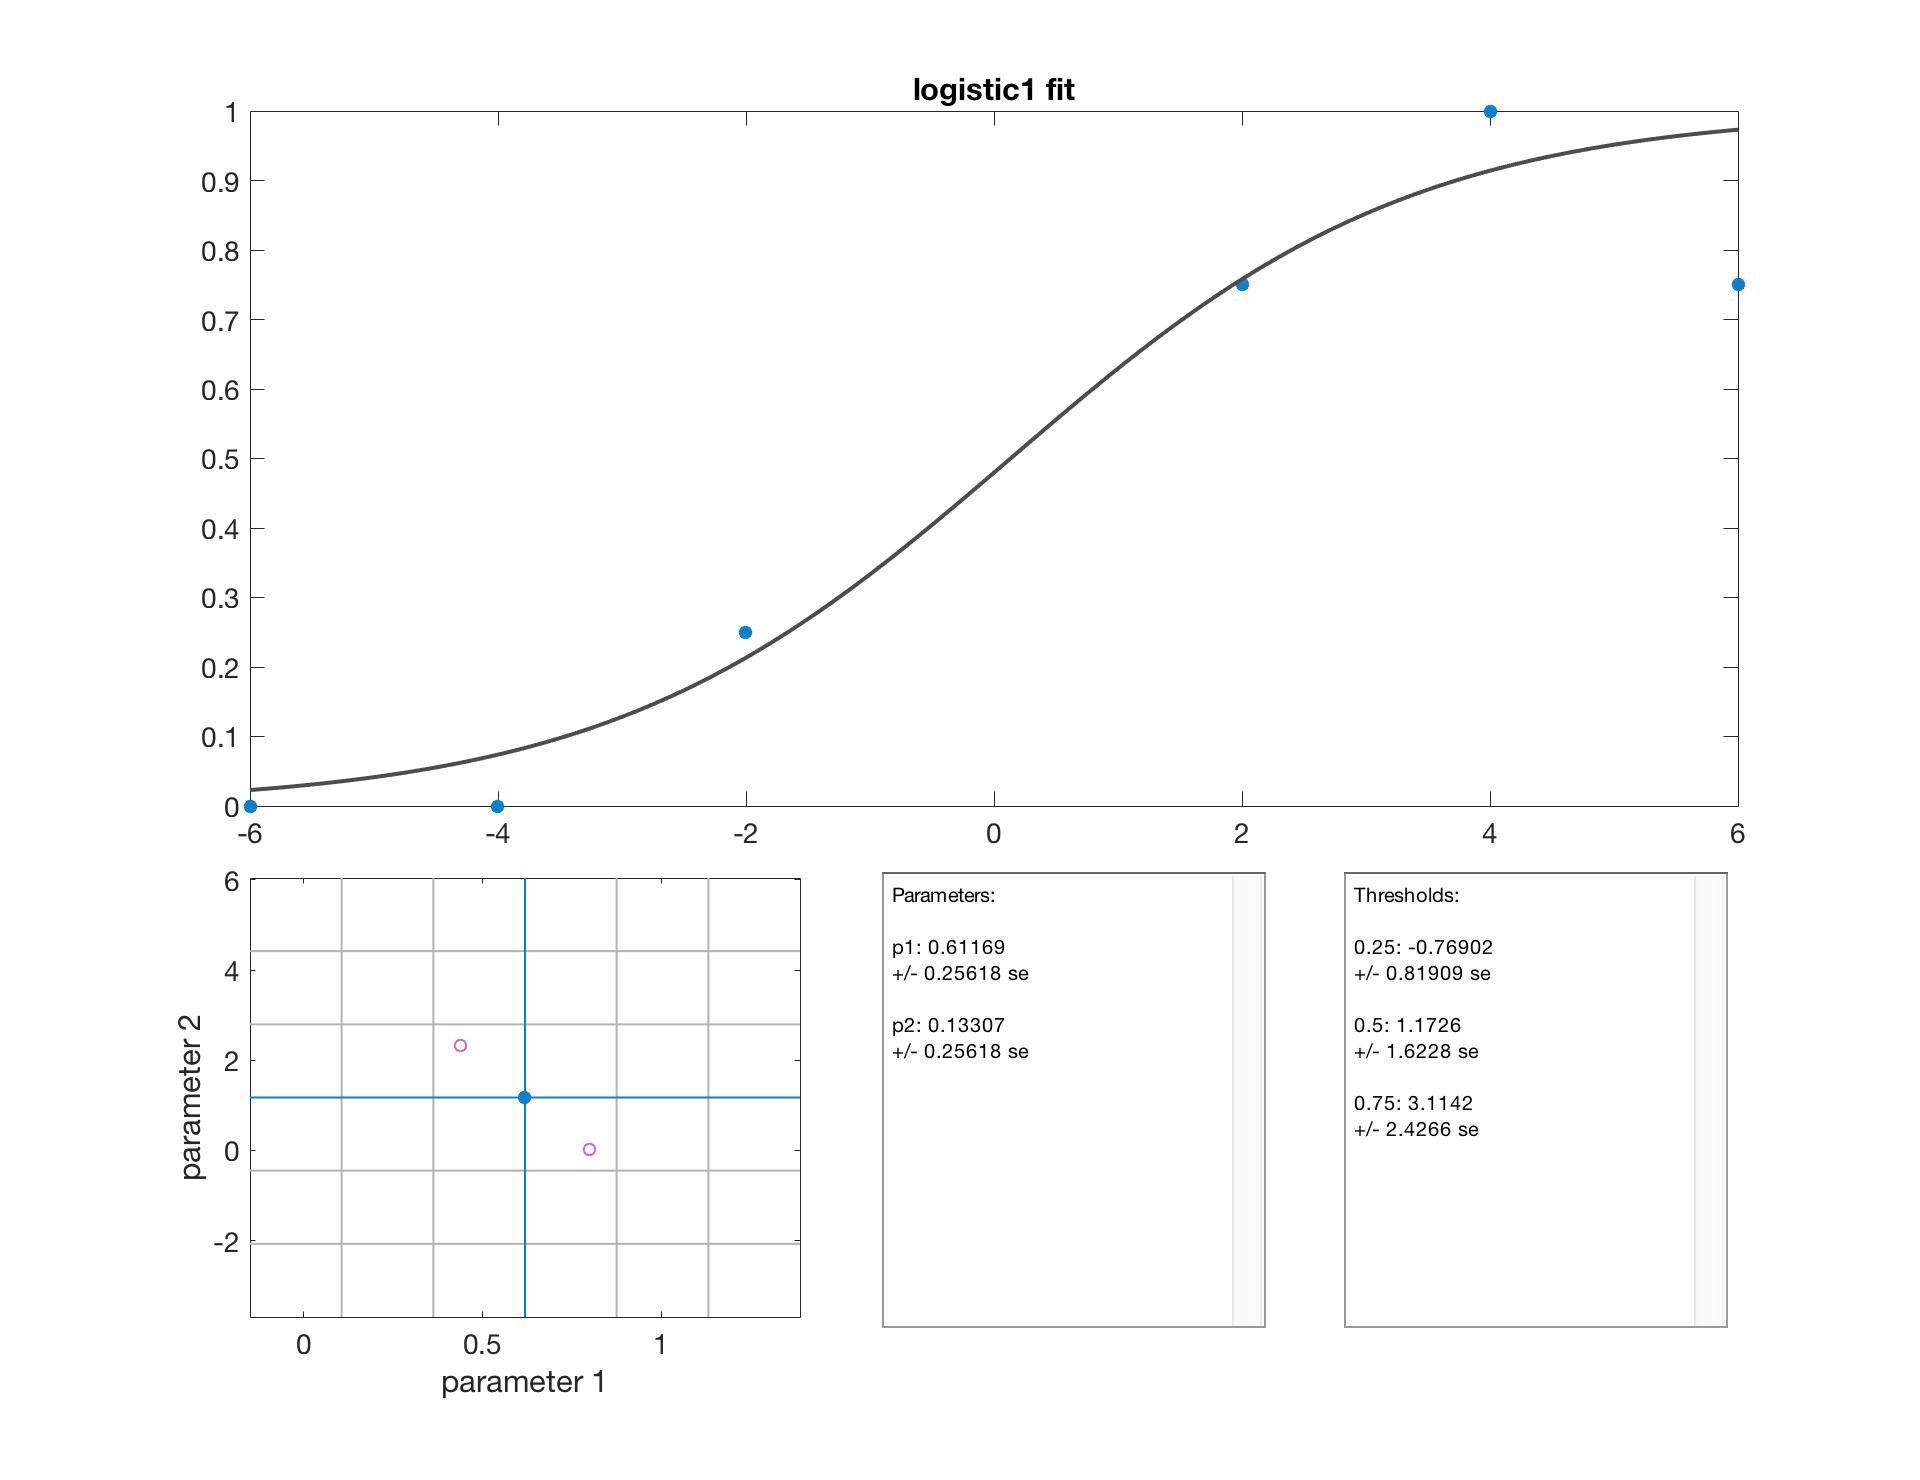 logistic1 fit
1
0.9
0.8
0.7
0.6
0.5
0.4
0.3
0.2
0.1
0
-6 -4 -2 0 2 4 6
6
4
2
0
-2
parameter 2
0 0.5 1
parameter 1
Parameters:
p1: 0.61169
+/- 0.25618 se
p2: 0.13307
+/- 0.25618 se
Thresholds:
0.25: -0.76902
+/- 0.81909 se
0.5: 1.1726
+/- 1.6228 se
0.75: 3.1142
+/- 2.4266 se